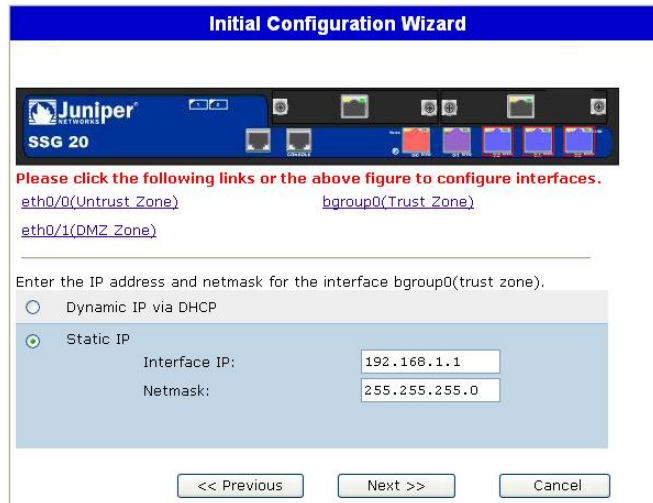 Initial Configuration Wizard
Juniper
NETWORKS
SSG 20
CONSOLE
Please click the following links or the above figure to configure interfaces.
eth0/0(Untrust Zone) bgroup0(Trust Zone)
eth0/1(DMZ Zone)
Enter the IP address and netmask for the interface bgroup0(trust zone).
Dynamic IP via DHCP
Static IP
Interface IP: 192.168.1.1
Netmask: 255.255.255.0
<< Previous Next >> Cancel